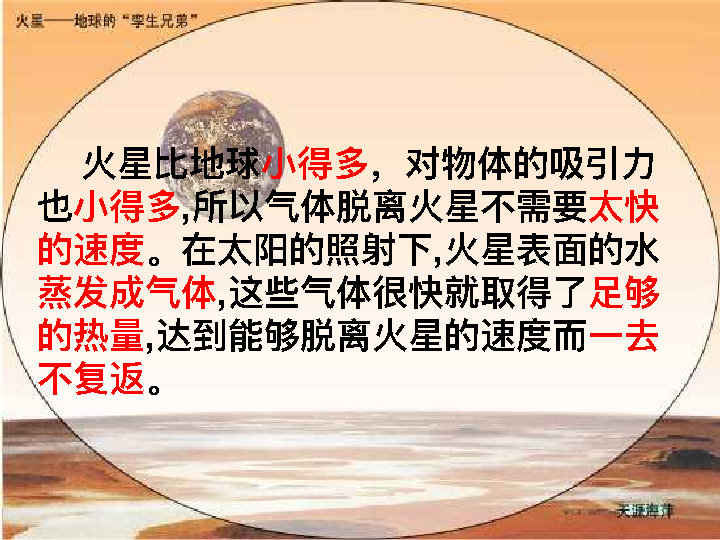 火星——地球的“孪生兄弟”
火星比地球小得多，对物体的吸引力
也小得多,所以气体脱离火星不需要太快
的速度。在太阳的照射下,火星表面的水
蒸发成气体,这些气体很快就取得了足够
的热量,达到能够脱离火星的速度而一去
不复返。
天涯海井